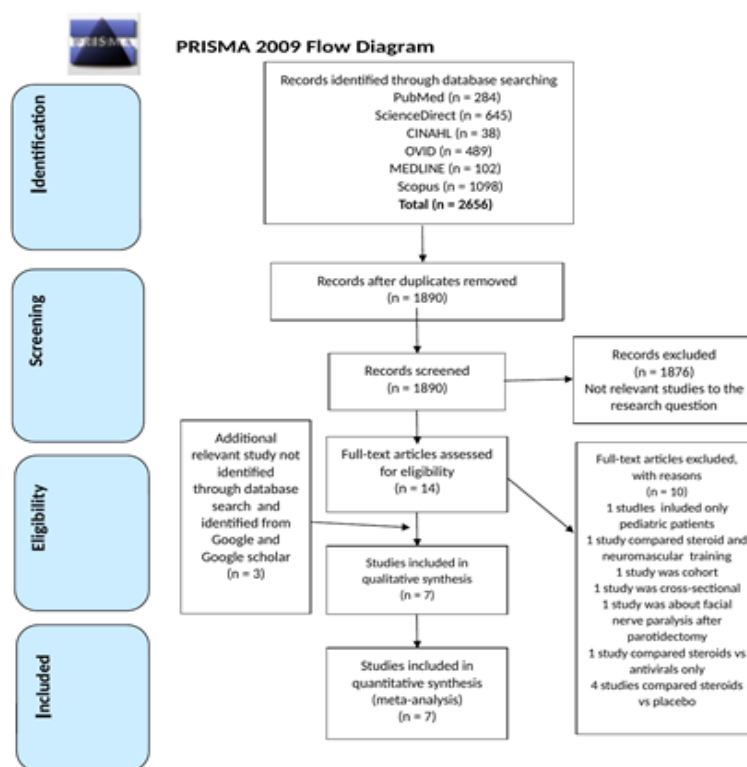 PRISMA
PRISMA 2009 Flow Diagram
Identification
Records identified through database searching
PubMed (n = 284)
ScienceDirect (n = 645)
CINAHL (n = 38)
OVID (n = 489)
MEDLINE (n = 102)
Scopus (n = 1098)
Total (n = 2656)
Records after duplicates removed
(n = 1890)
Screening
Records screened
(n = 1890)
Records excluded
(n = 1876)
Not relevant studies to the
research question
Eligibility
Additional
relevant study not
identified
through database
search and
identified from
Google and
Google scholar
(n = 3)
Full-text articles assessed
for eligibility
(n = 14)
Full-text articles excluded,
with reasons
(n = 10)
1 studies inluded only
pediatric patients
1 study compared steroid and
neuromascular training
1 study was cohort
1 study was cross-sectional
1 study was about facial
nerve paralysis after
parotidectomy
1 study compared steroids vs
antivirals only
4 studies compared steroids
vs placebo
Studies included in
qualitative synthesis
(n = 7)
Included
Studies included in
quantitative synthesis
(meta-analysis)
(n = 7)